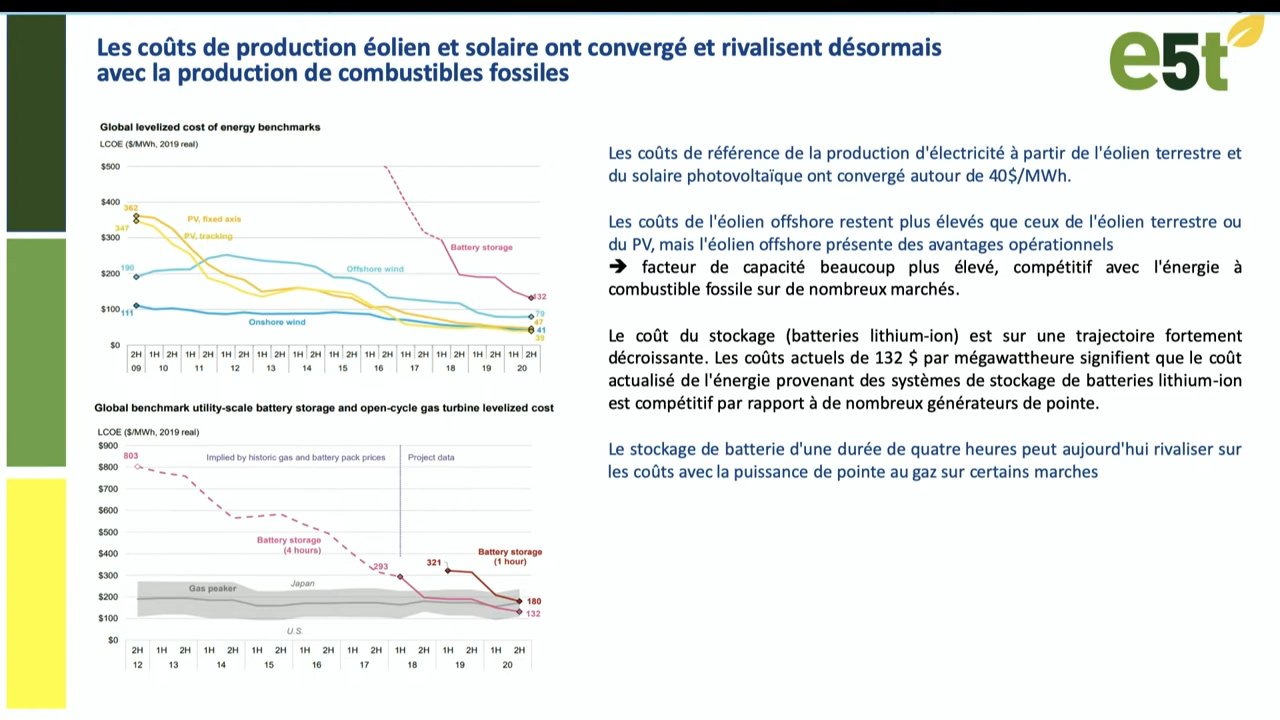 Les coûts de production éolien et solaire ont convergé et rivalisent désormais
avec la production de combustibles fossiles
e5t
Global levelized cost of energy benchmarks
LCOE ($/MWh, 2019 real)
$500
$400
$300
$200
$100
$0
362
347
190
111
PV, fixed axis
PV, tracking
Battery storage
Offshore wind
Onshore wind
132
79
47
41
39
2H 1H 2H 1H 2H 1H 2H 1H 2H 1H 2H 1H 2H 1H 2H 1H 2H 1H 2H 1H 2H 1H 2H
09 10 11 12 13 14 15 16 17 18 19 20
Global benchmark utility-scale battery storage and open-cycle gas turbine levelized cost
LCOE ($/MWh, 2019 real)
$900
$800
$700
$600
$500
$400
$300
$200
$100
$0
803
Implied by historic gas and battery pack prices
Project data
Battery storage
(4 hours)
293
321
Battery storage
(1 hour)
180
132
Gas peaker
Japan
U.S.
2H 1H 2H 1H 2H 1H 2H 1H 2H 1H 2H 1H 2H 1H 2H 1H 2H
12 13 14 15 16 17 18 19 20
Les coûts de référence de la production d'électricité à partir de l'éolien terrestre et
du solaire photovoltaïque ont convergé autour de 40$/MWh.
Les coûts de l'éolien offshore restent plus élevés que ceux de l'éolien terrestre ou
du PV, mais l'éolien offshore présente des avantages opérationnels
➔ facteur de capacité beaucoup plus élevé, compétitif avec l'énergie à
combustible fossile sur de nombreux marchés.
Le coût du stockage (batteries lithium-ion) est sur une trajectoire fortement
décroissante. Les coûts actuels de 132 $ par mégawattheure signifient que le coût
actualisé de l'énergie provenant des systèmes de stockage de batteries lithium-ion
est compétitif par rapport à de nombreux générateurs de pointe.
Le stockage de batterie d'une durée de quatre heures peut aujourd'hui rivaliser sur
les coûts avec la puissance de pointe au gaz sur certains marches